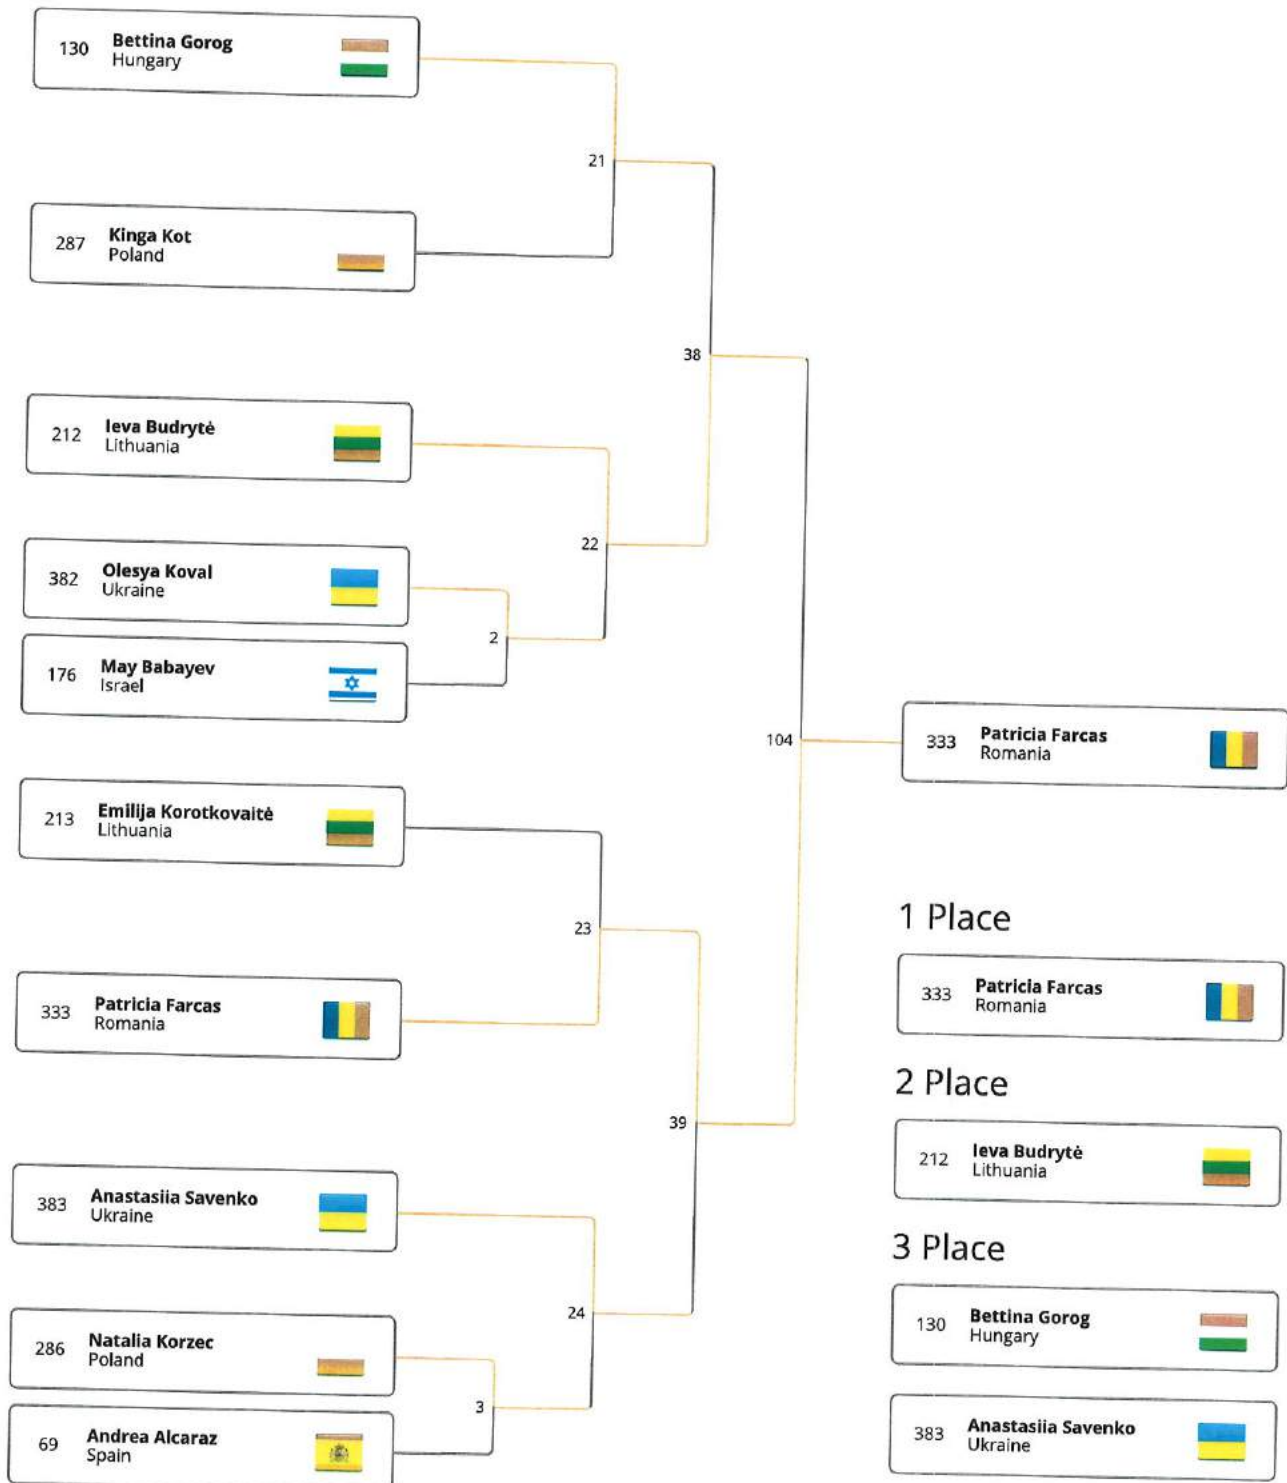 130 Bettina Gorog
Hungary
21
287 Kinga Kot
Poland
38
212 Ieva Budrytė
Lithuania
22
382 Olesya Koval
Ukraine
2
176 May Babayev
Israel
104
333 Patricia Farcas
Romania
213 Emilija Korotkovaitė
Lithuania
23
333 Patricia Farcas
Romania
39
383 Anastasiia Savenko
Ukraine
24
286 Natalia Korzec
Poland
3
69 Andrea Alcaraz
Spain
1 Place
333 Patricia Farcas
Romania
2 Place
212 Ieva Budrytė
Lithuania
3 Place
130 Bettina Gorog
Hungary
383 Anastasiia Savenko
Ukraine